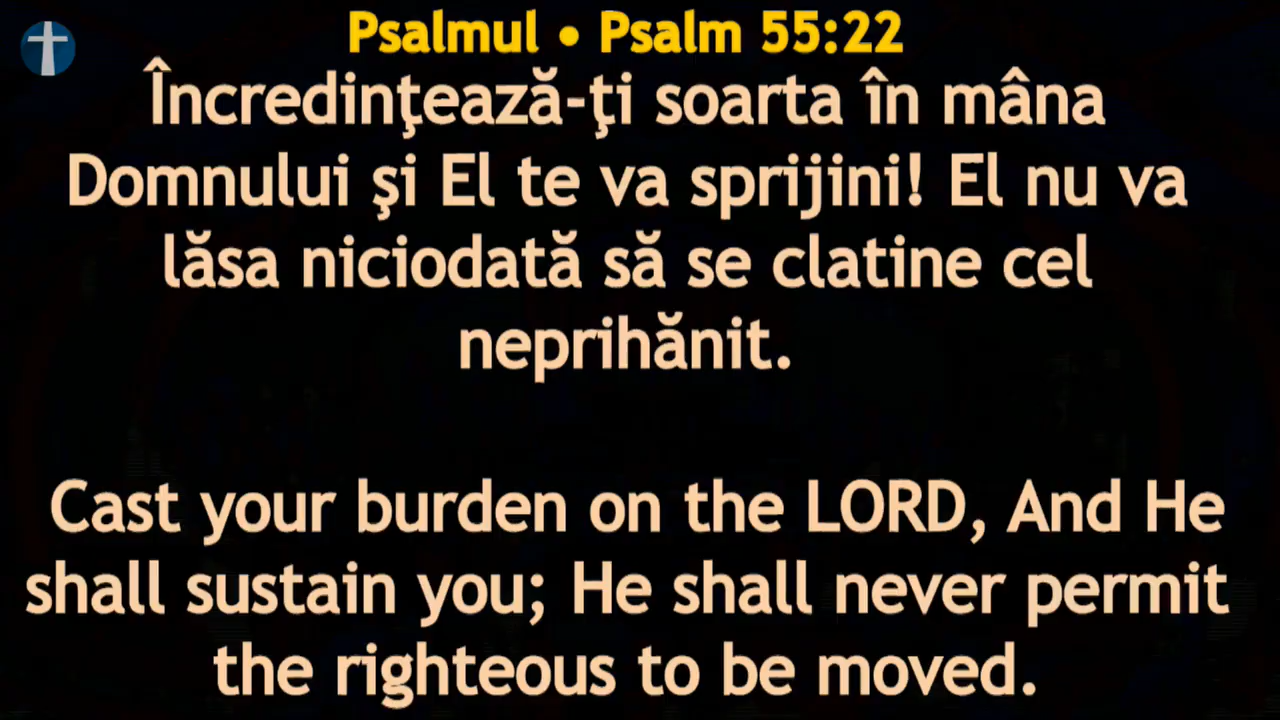 Psalmul • Psalm 55:22
Încredinţează-ţi soarta în mâna
Domnului şi El te va sprijini! El nu va
lăsa niciodată să se clatine cel
neprihănit.
Cast your burden on the LORD, And He
shall sustain you; He shall never permit
the righteous to be moved.